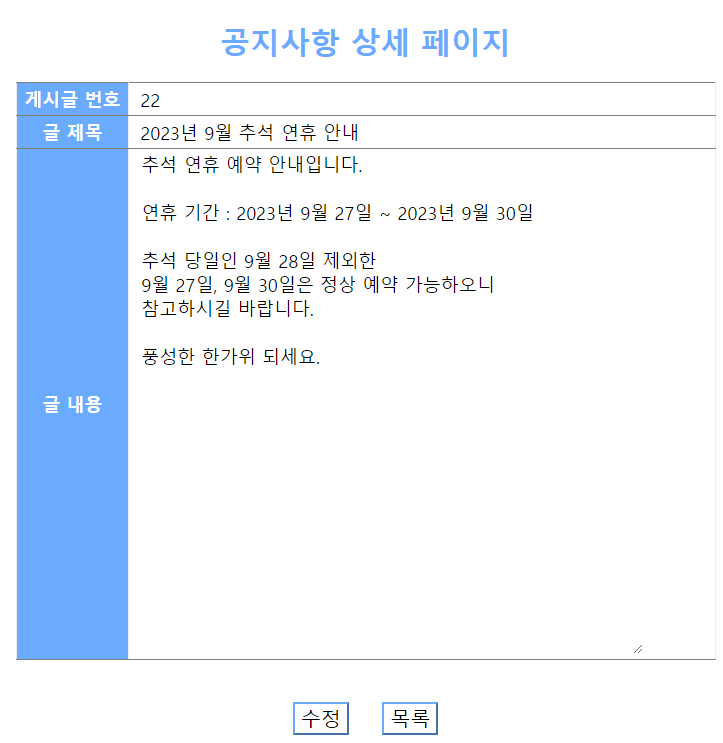 공지사항 상세 페이지
게시글 번호 22
글 제목 2023년 9월 추석 연휴 안내
글 내용
추석 연휴 예약 안내입니다.
연휴 기간 : 2023년 9월 27일 ~ 2023년 9월 30일
추석 당일인 9월 28일 제외한
9월 27일, 9월 30일은 정상 예약 가능하오니
참고하시길 바랍니다.
풍성한 한가위 되세요.
수정 목록